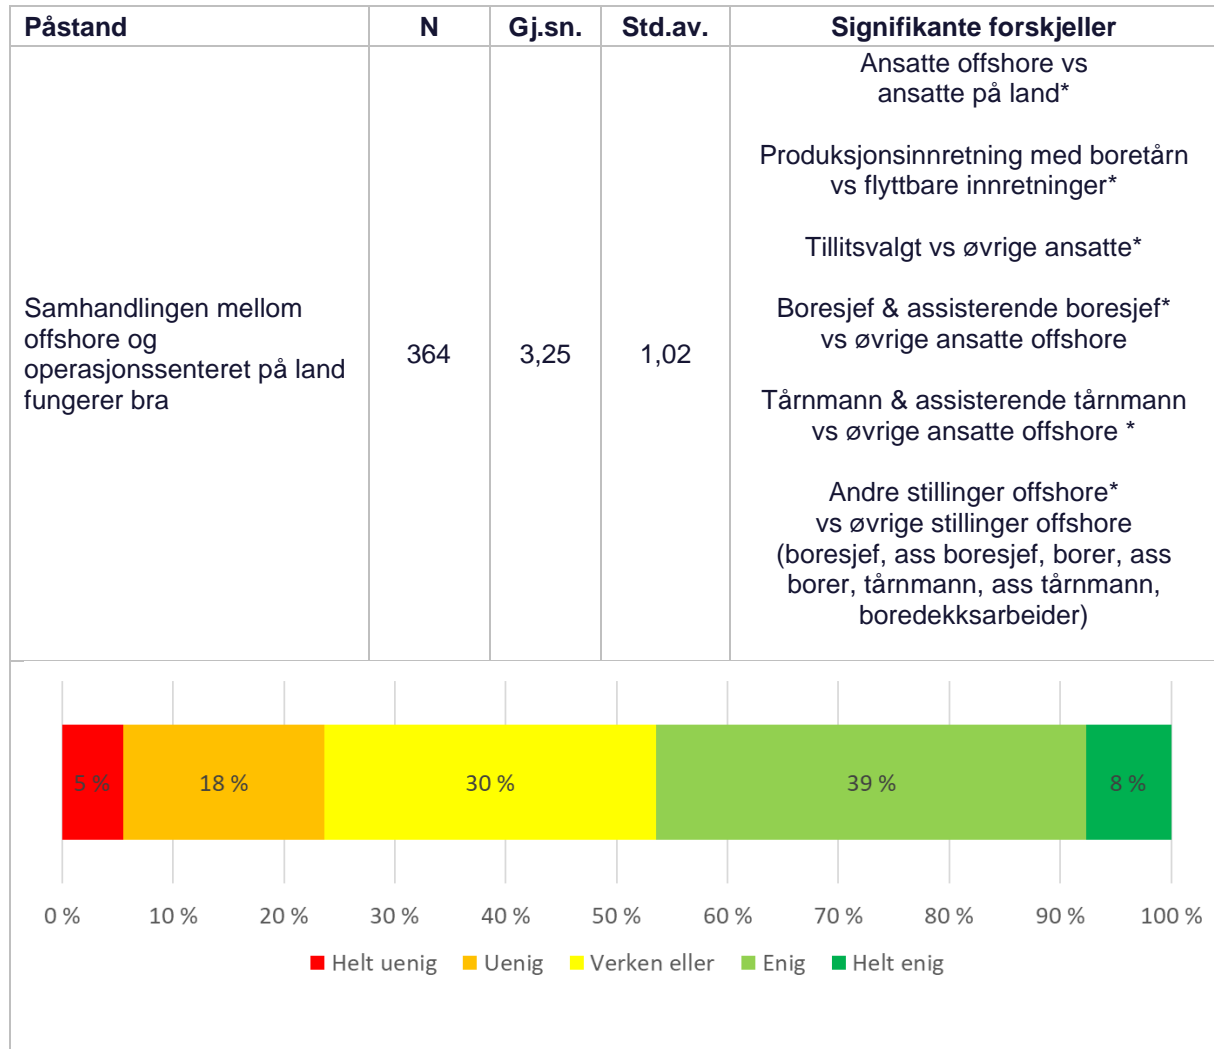 Påstand N Gj.sn. Std.av. Signifikante forskjeller
Samhandlingen mellom
offshore og
operasjonssenteret på land
fungerer bra
364 3,25 1,02
Ansatte offshore vs
ansatte på land*
Produksjonsinnretning med boretårn
vs flyttbare innretninger*
Tillitsvalgt vs øvrige ansatte*
Boresjef & assisterende boresjef*
vs øvrige ansatte offshore
Tårnmann & assisterende tårnmann
vs øvrige ansatte offshore *
Andre stillinger offshore*
vs øvrige stillinger offshore
(boresjef, ass boresjef, borer, ass
borer, tårnmann, ass tårnmann,
boredekksarbeider)
5 % 18 % 30 % 39 % 8 %
0 % 10 % 20 % 30 % 40 % 50 % 60 % 70 % 80 % 90 % 100 %
Helt uenig Uenig Verken eller Enig Helt enig